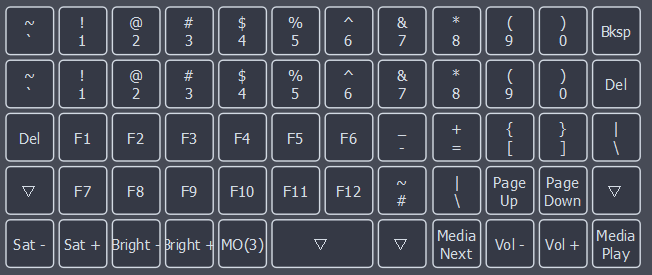 ~ ! @ # $ % ^ & * ( ) Bksp
` 1 2 3 4 5 6 7 8 9 0
~ ! @ # $ % ^ & * ( ) Del
` 1 2 3 4 5 6 7 8 9 0
Del F1 F2 F3 F4 F5 F6 _ + { } |
- = [ ] \
▽ F7 F8 F9 F10 F11 F12 ~ | Page Page ▽
# \ Up Down
Sat - Sat + Bright - Bright + MO(3) ▽ ▽ Media Vol - Vol + Media
Next Play